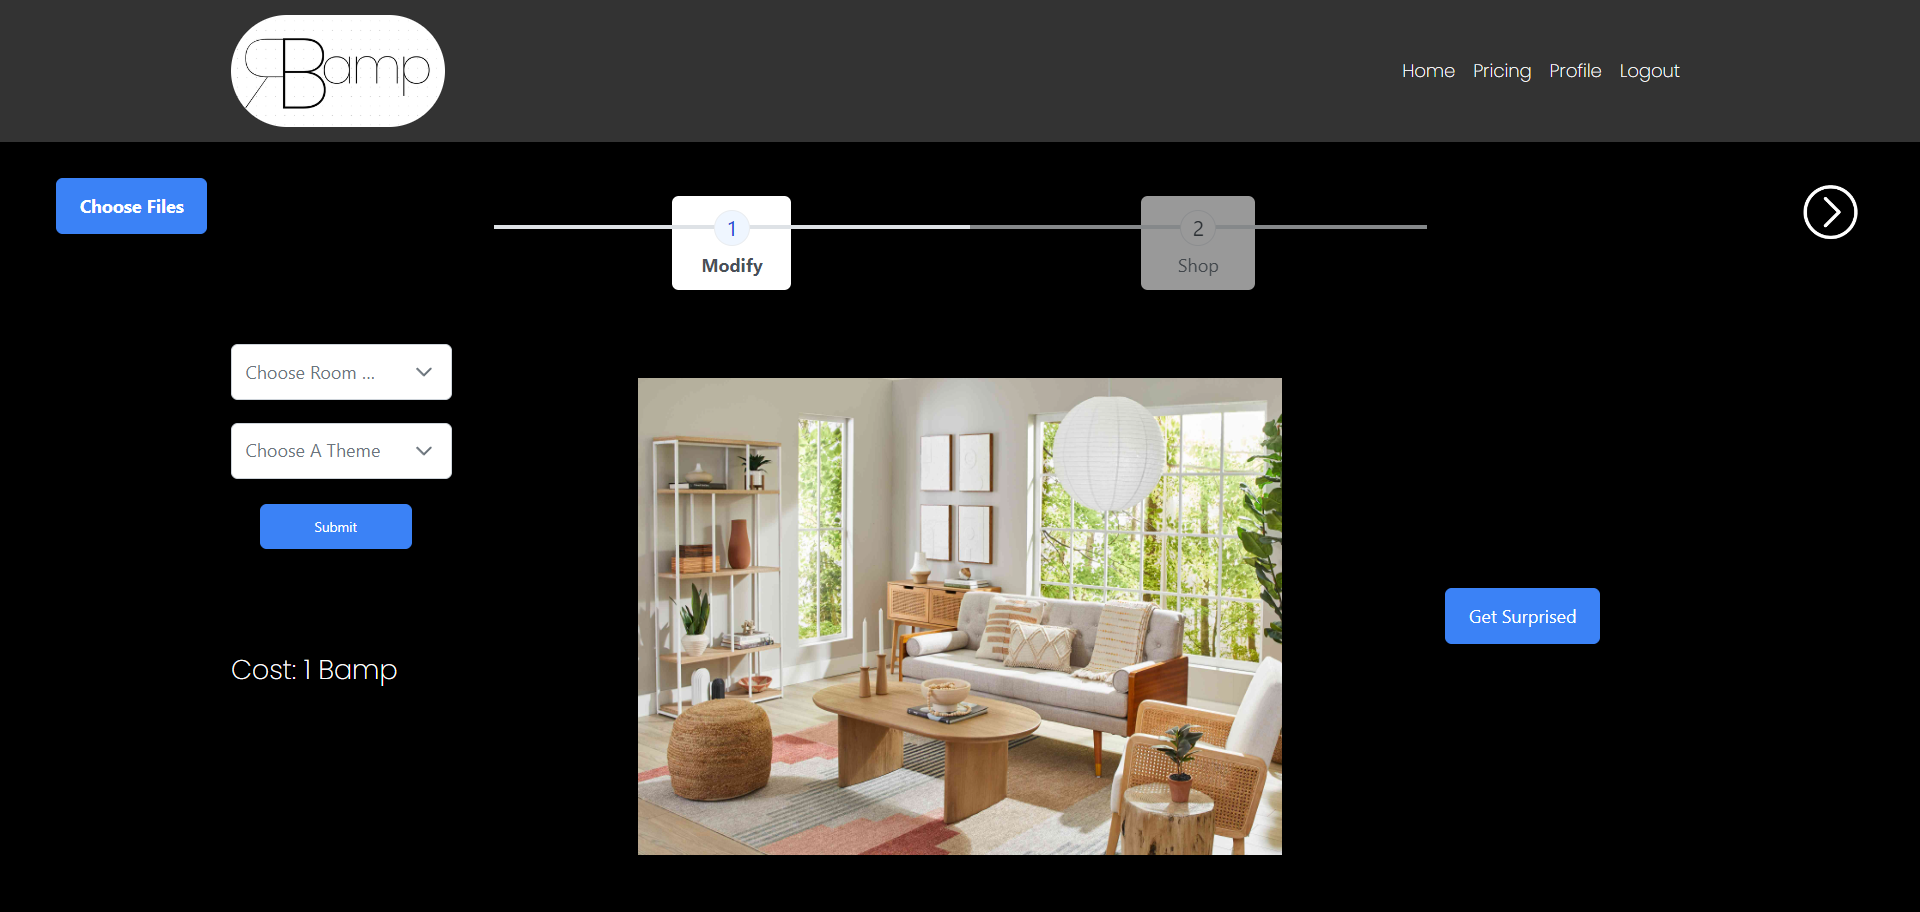 RBamp
Home Pricing Profile Logout
Choose Files
1
Modify
2
Shop
Choose Room ...
Choose A Theme
Submit
Cost: 1 Bamp
Get Surprised